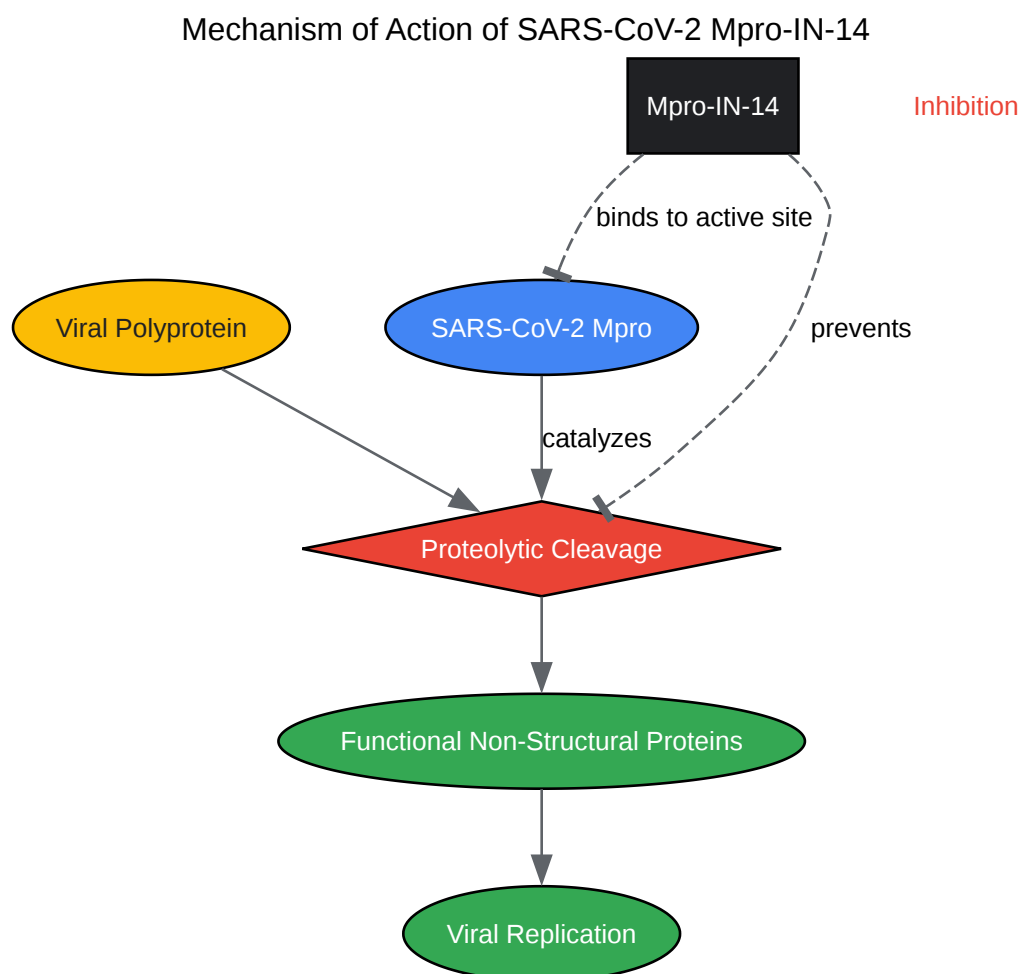 Mechanism of Action of SARS-CoV-2 Mpro-IN-14
Mpro-IN-14
Inhibition
binds to active site
Viral Polyprotein
SARS-CoV-2 Mpro
prevents
catalyzes
Proteolytic Cleavage
Functional Non-Structural Proteins
Viral Replication